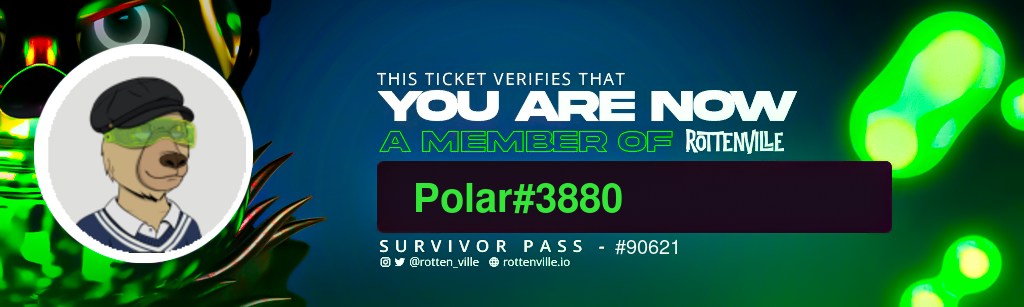 THIS TICKET VERIFIES THAT
YOU ARE NOW
A MEMBER OF ROTTENVILLE
Polar#3880
SURVIVOR PASS - #90621
@rotten_ville rottenville.io